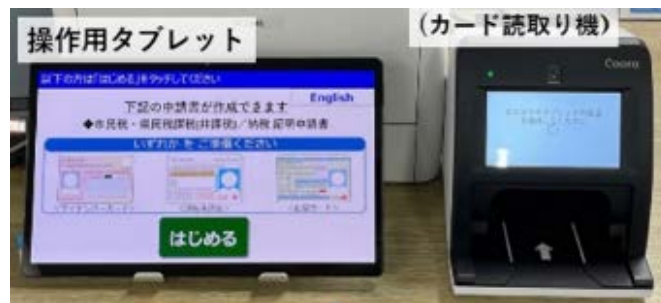 操作用タブレット
(カード読取り機)
以下の方は「はじめる」をタッチしてください
English
下記の申請書が作成できます
◆市民税・県民税課税(非課税)/納税証明申請書
いずれかをご準備ください
はじめる